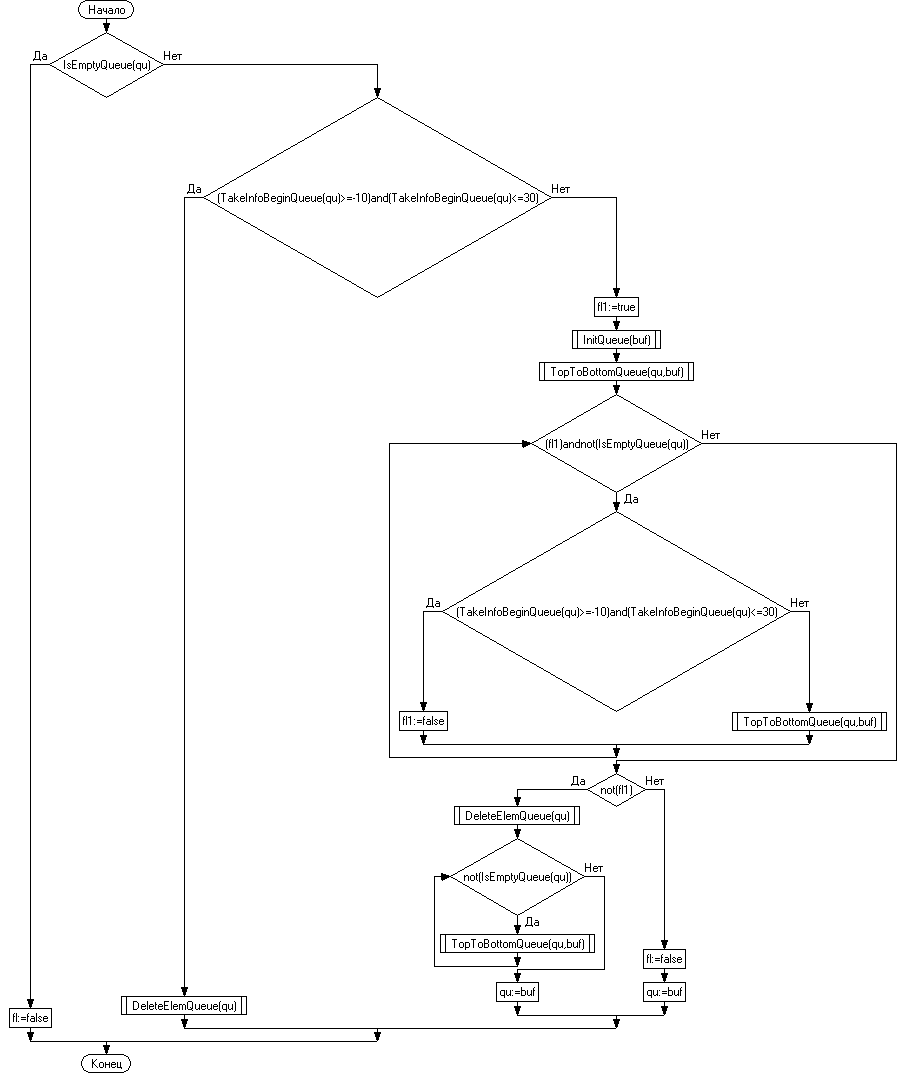 Начало
Да
Нет
IsEmptyQueue(qu)
Да
Нет
(TakeInfoBeginQueue(qu)>=-10)and(TakeInfoBeginQueue(qu)<=30)
fl1:=true
InitQueue(buf)
TopToBottomQueue(qu,buf)
Нет
(fl1)andnot(IsEmptyQueue(qu))
Да
Да
Нет
(TakeInfoBeginQueue(qu)>=-10)and(TakeInfoBeginQueue(qu)<=30)
fl1:=false
TopToBottomQueue(qu,buf)
Да
Нет
not(fl1)
DeleteElemQueue(qu)
Нет
not(IsEmptyQueue(qu))
Да
TopToBottomQueue(qu,buf)
fl:=false
qu:=buf
qu:=buf
DeleteElemQueue(qu)
fl:=false
Конец